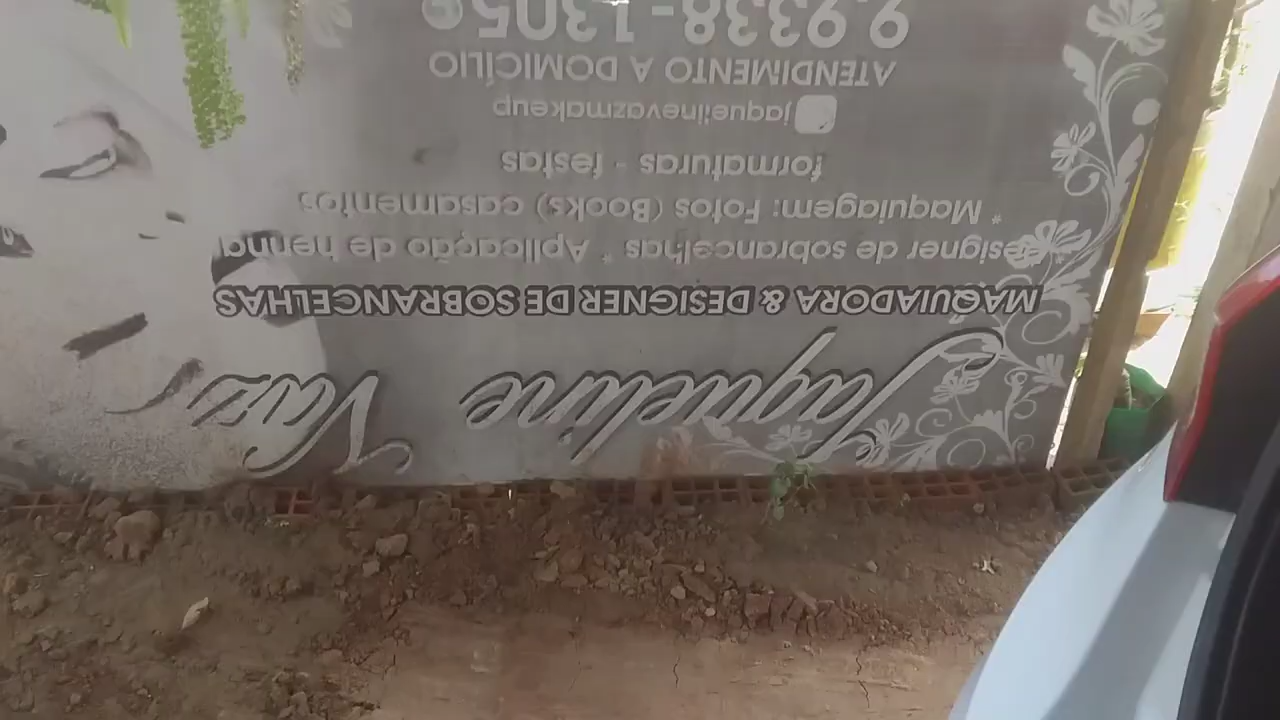 Jaqueline Vaz
MAQUIADORA & DESIGNER DE SOBRANCELHAS
Designer de sobrancelhas * Aplicação de henna
* Maquiagem: Fotos (Books) casamentos
formaturas - festas
jaquelinevazmakeup
ATENDIMENTO A DOMICÍLIO
9.9338-1305